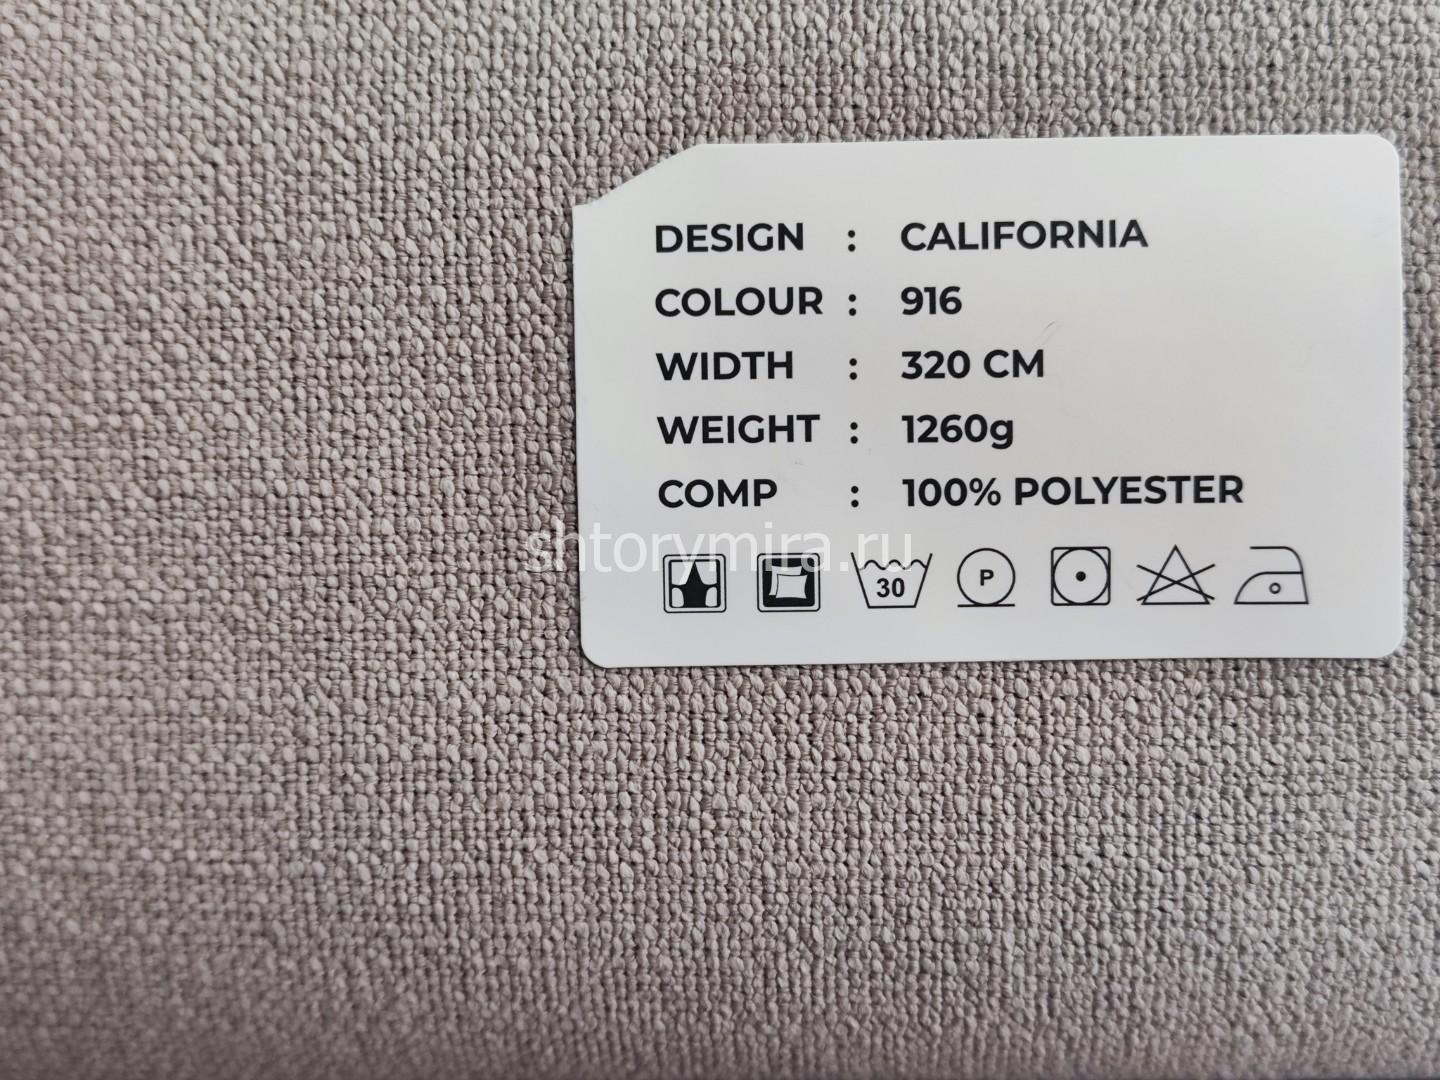 DESIGN : CALIFORNIA
COLOUR : 916
WIDTH : 320 CM
WEIGHT : 1260g
COMP : 100% POLYESTER
shtorymira.ru
30 P